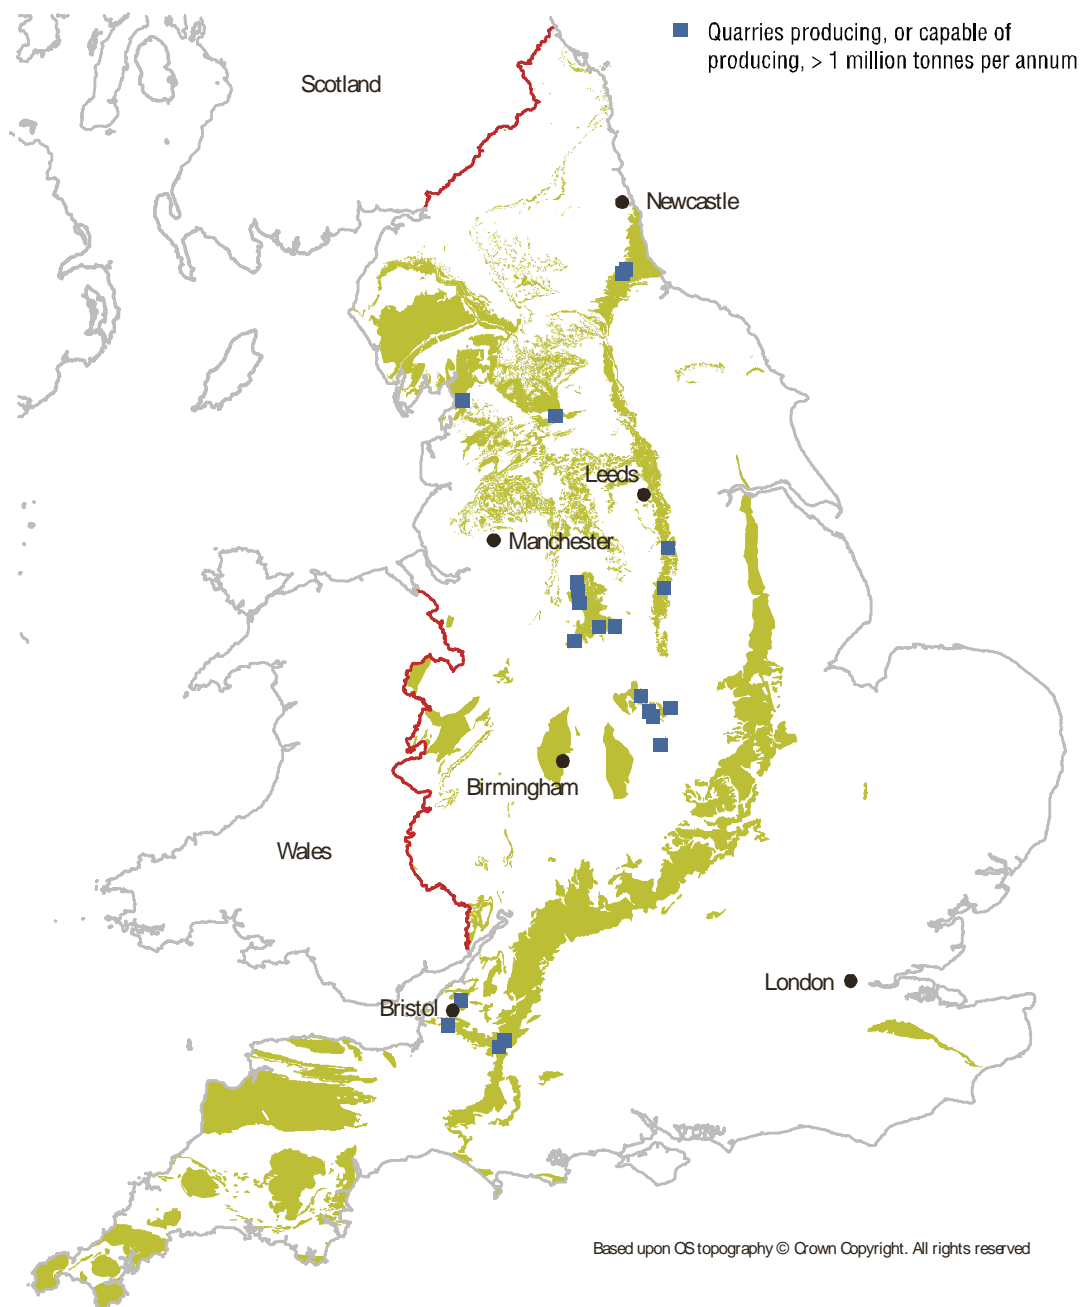 Quarries producing, or capable of
producing, > 1 million tonnes per annum
Scotland
Newcastle
Leeds
Manchester
Birmingham
Wales
London
Bristol
Based upon OS topography © Crown Copyright. All rights reserved